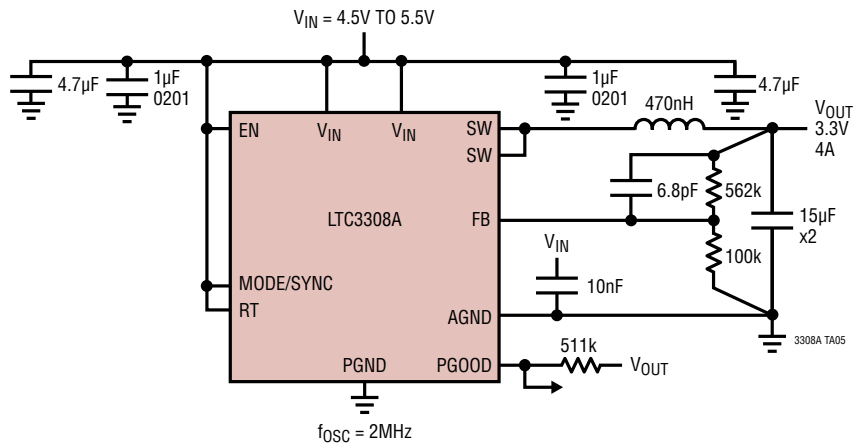 V_IN = 4.5V TO 5.5V
4.7µF
1µF
0201
1µF
0201
4.7µF
470nH
V_OUT
3.3V
4A
EN
V_IN
V_IN
SW
SW
6.8pF
562k
LTC3308A
FB
15µF
x2
V_IN
100k
10nF
MODE/SYNC
RT
AGND
3308A TA05
511k
PGND
PGOOD
V_OUT
f_OSC = 2MHz